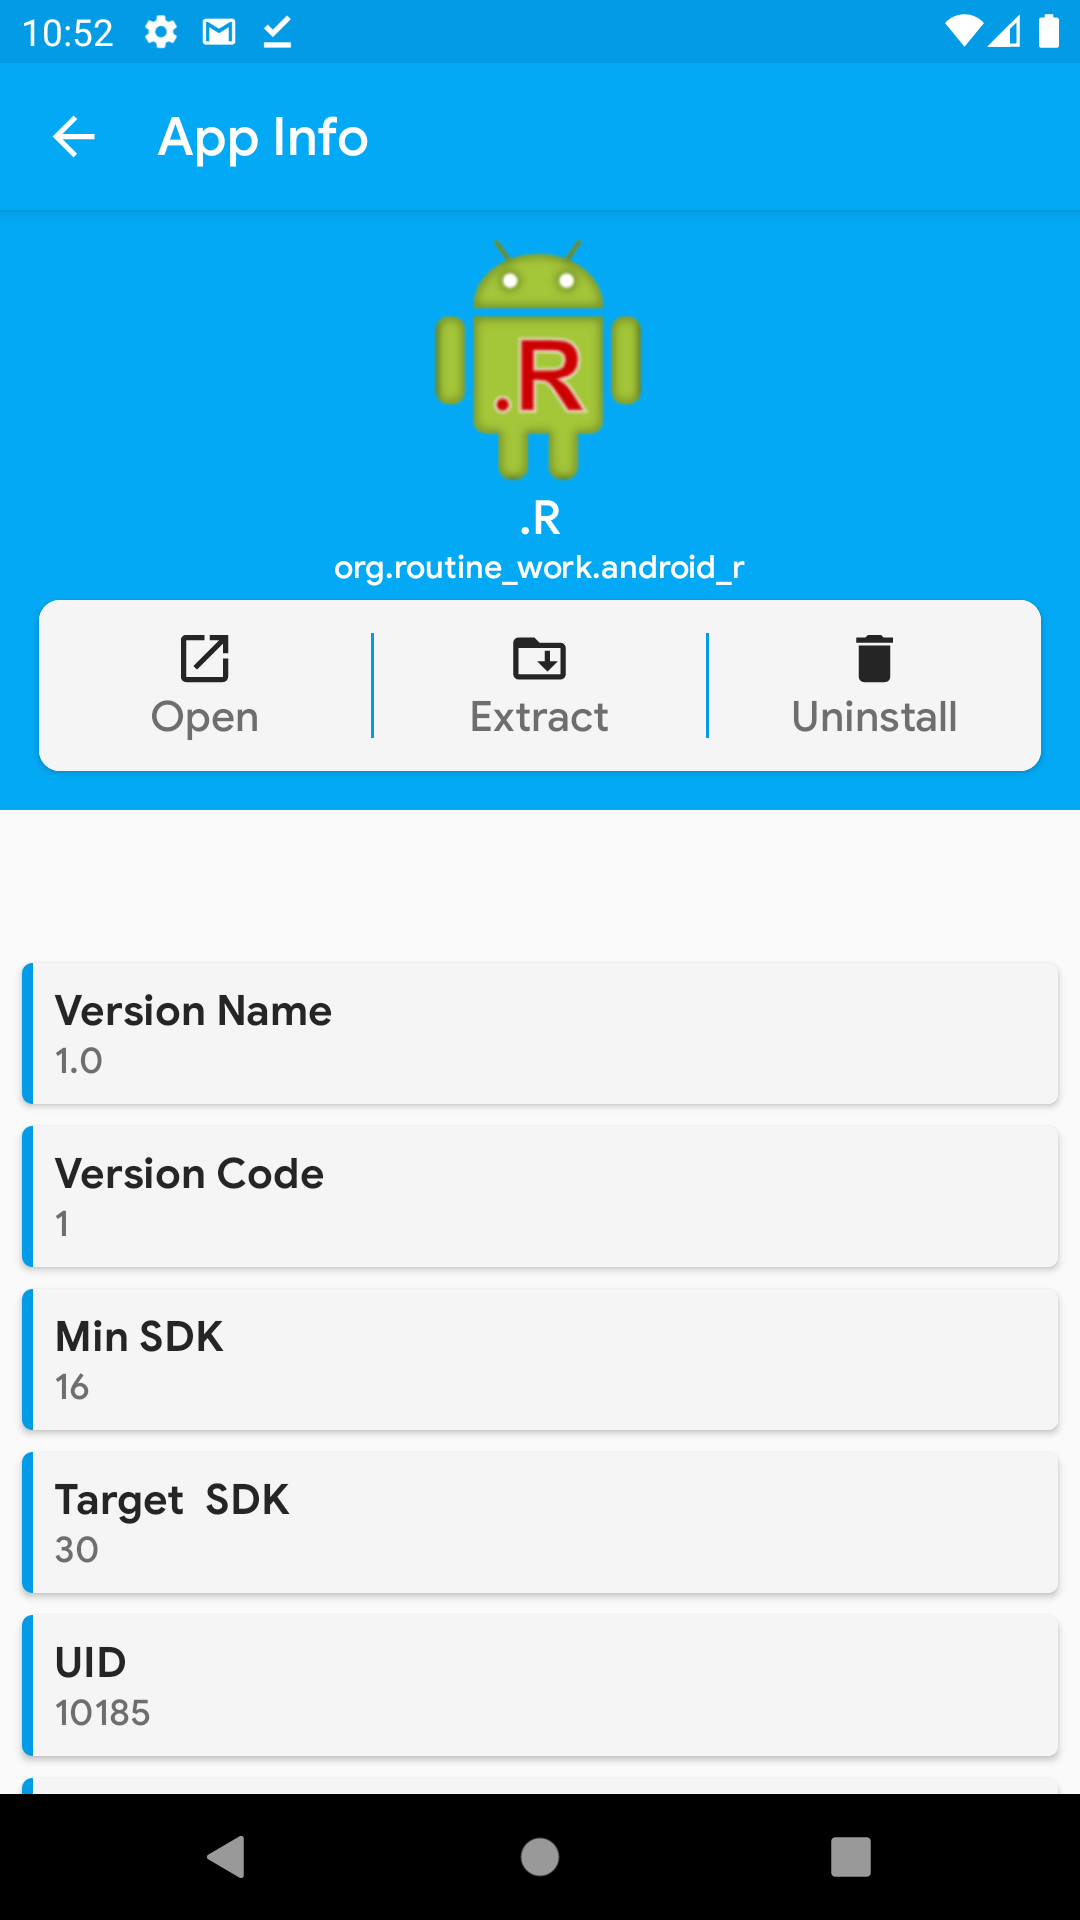 10:52
App Info
.R
.R
org.routine_work.android_r
Open
Extract
Uninstall
Version Name
1.0
Version Code
1
Min SDK
16
Target  SDK
30
UID
10185